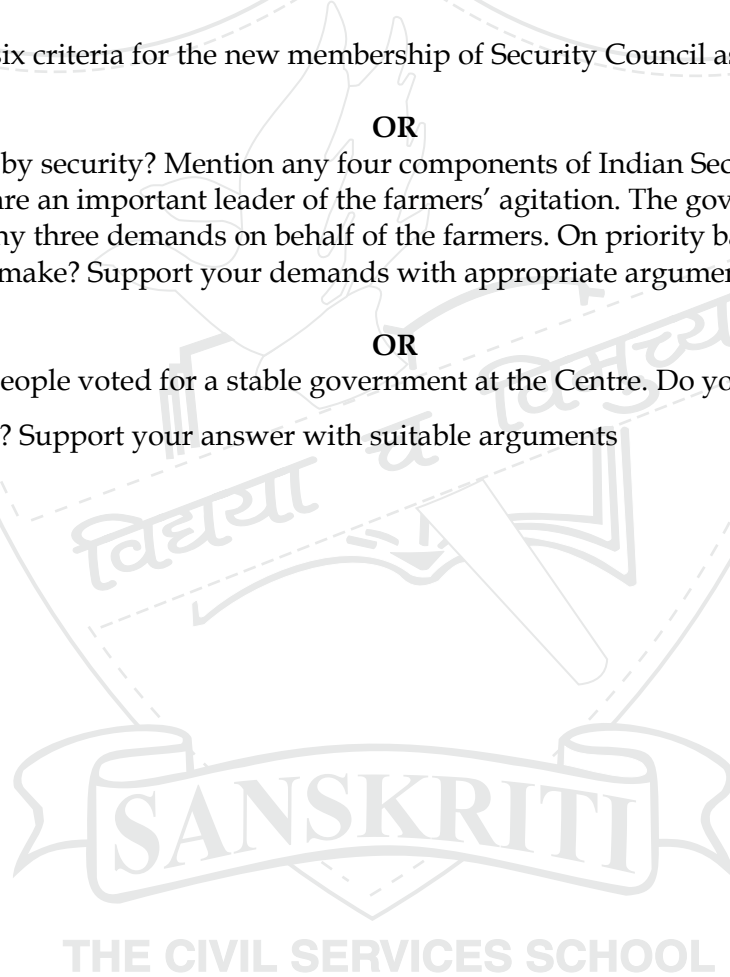 six criteria for the new membership of Security Council as
OR
by security? Mention any four components of Indian Sec
are an important leader of the farmers’ agitation. The gov
ny three demands on behalf of the farmers. On priority ba
make? Support your demands with appropriate argumen
OR
eople voted for a stable government at the Centre. Do yo
? Support your answer with suitable arguments
विद्यया च विमुच्य
SANSKRITI
THE CIVIL SERVICES SCHOOL